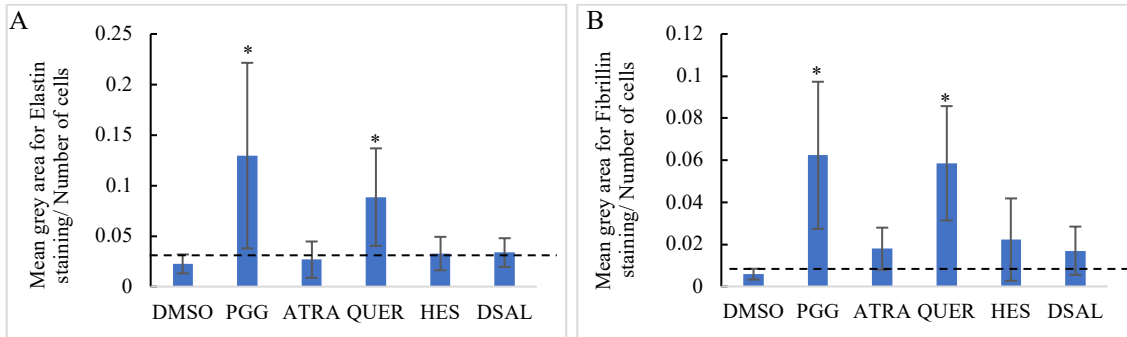 A
Mean grey area for Elastin
staining/ Number of cells
0.25
0.2
0.15
0.1
0.05
0
*
*
DMSO PGG ATRA QUER HES DSAL
B
Mean grey area for Fibrillin
staining/ Number of cells
0.12
0.1
0.08
0.06
0.04
0.02
0
*
*
DMSO PGG ATRA QUER HES DSAL